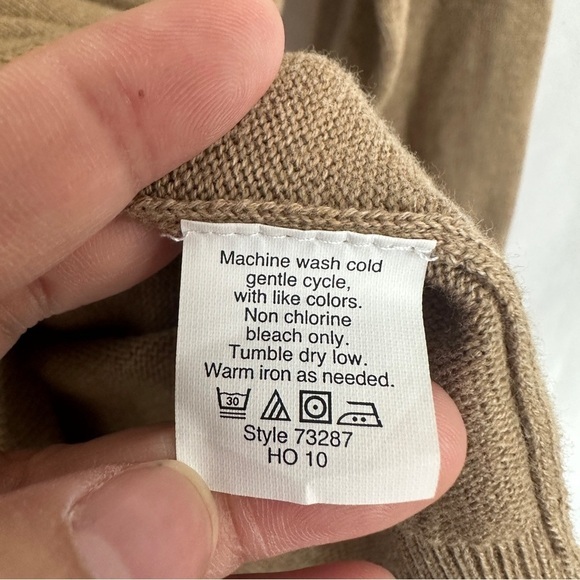 Machine wash cold
gentle cycle,
with like colors.
Non chlorine
bleach only.
Tumble dry low.
Warm iron as needed.
30
Style 73287
HO 10